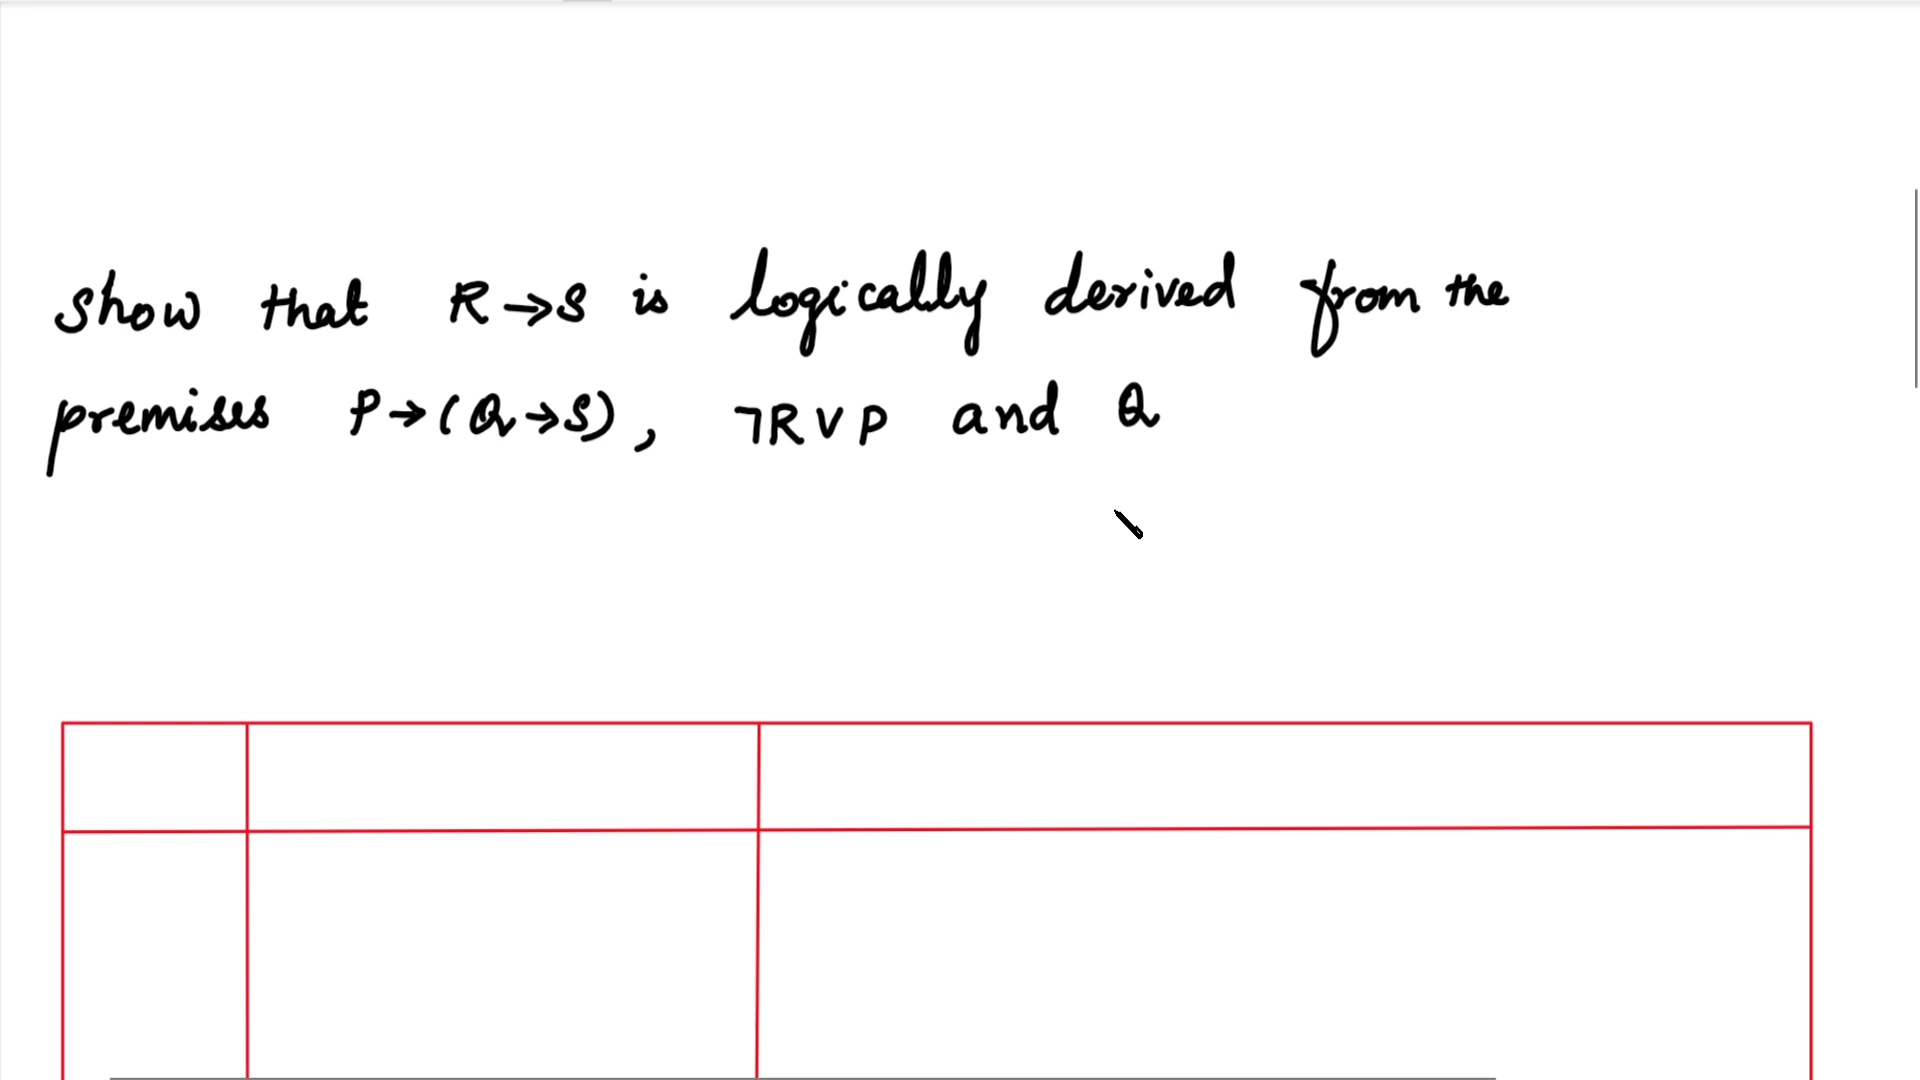 show that R→S is logically derived from the
premises P→(Q→S), ¬R∨P and Q